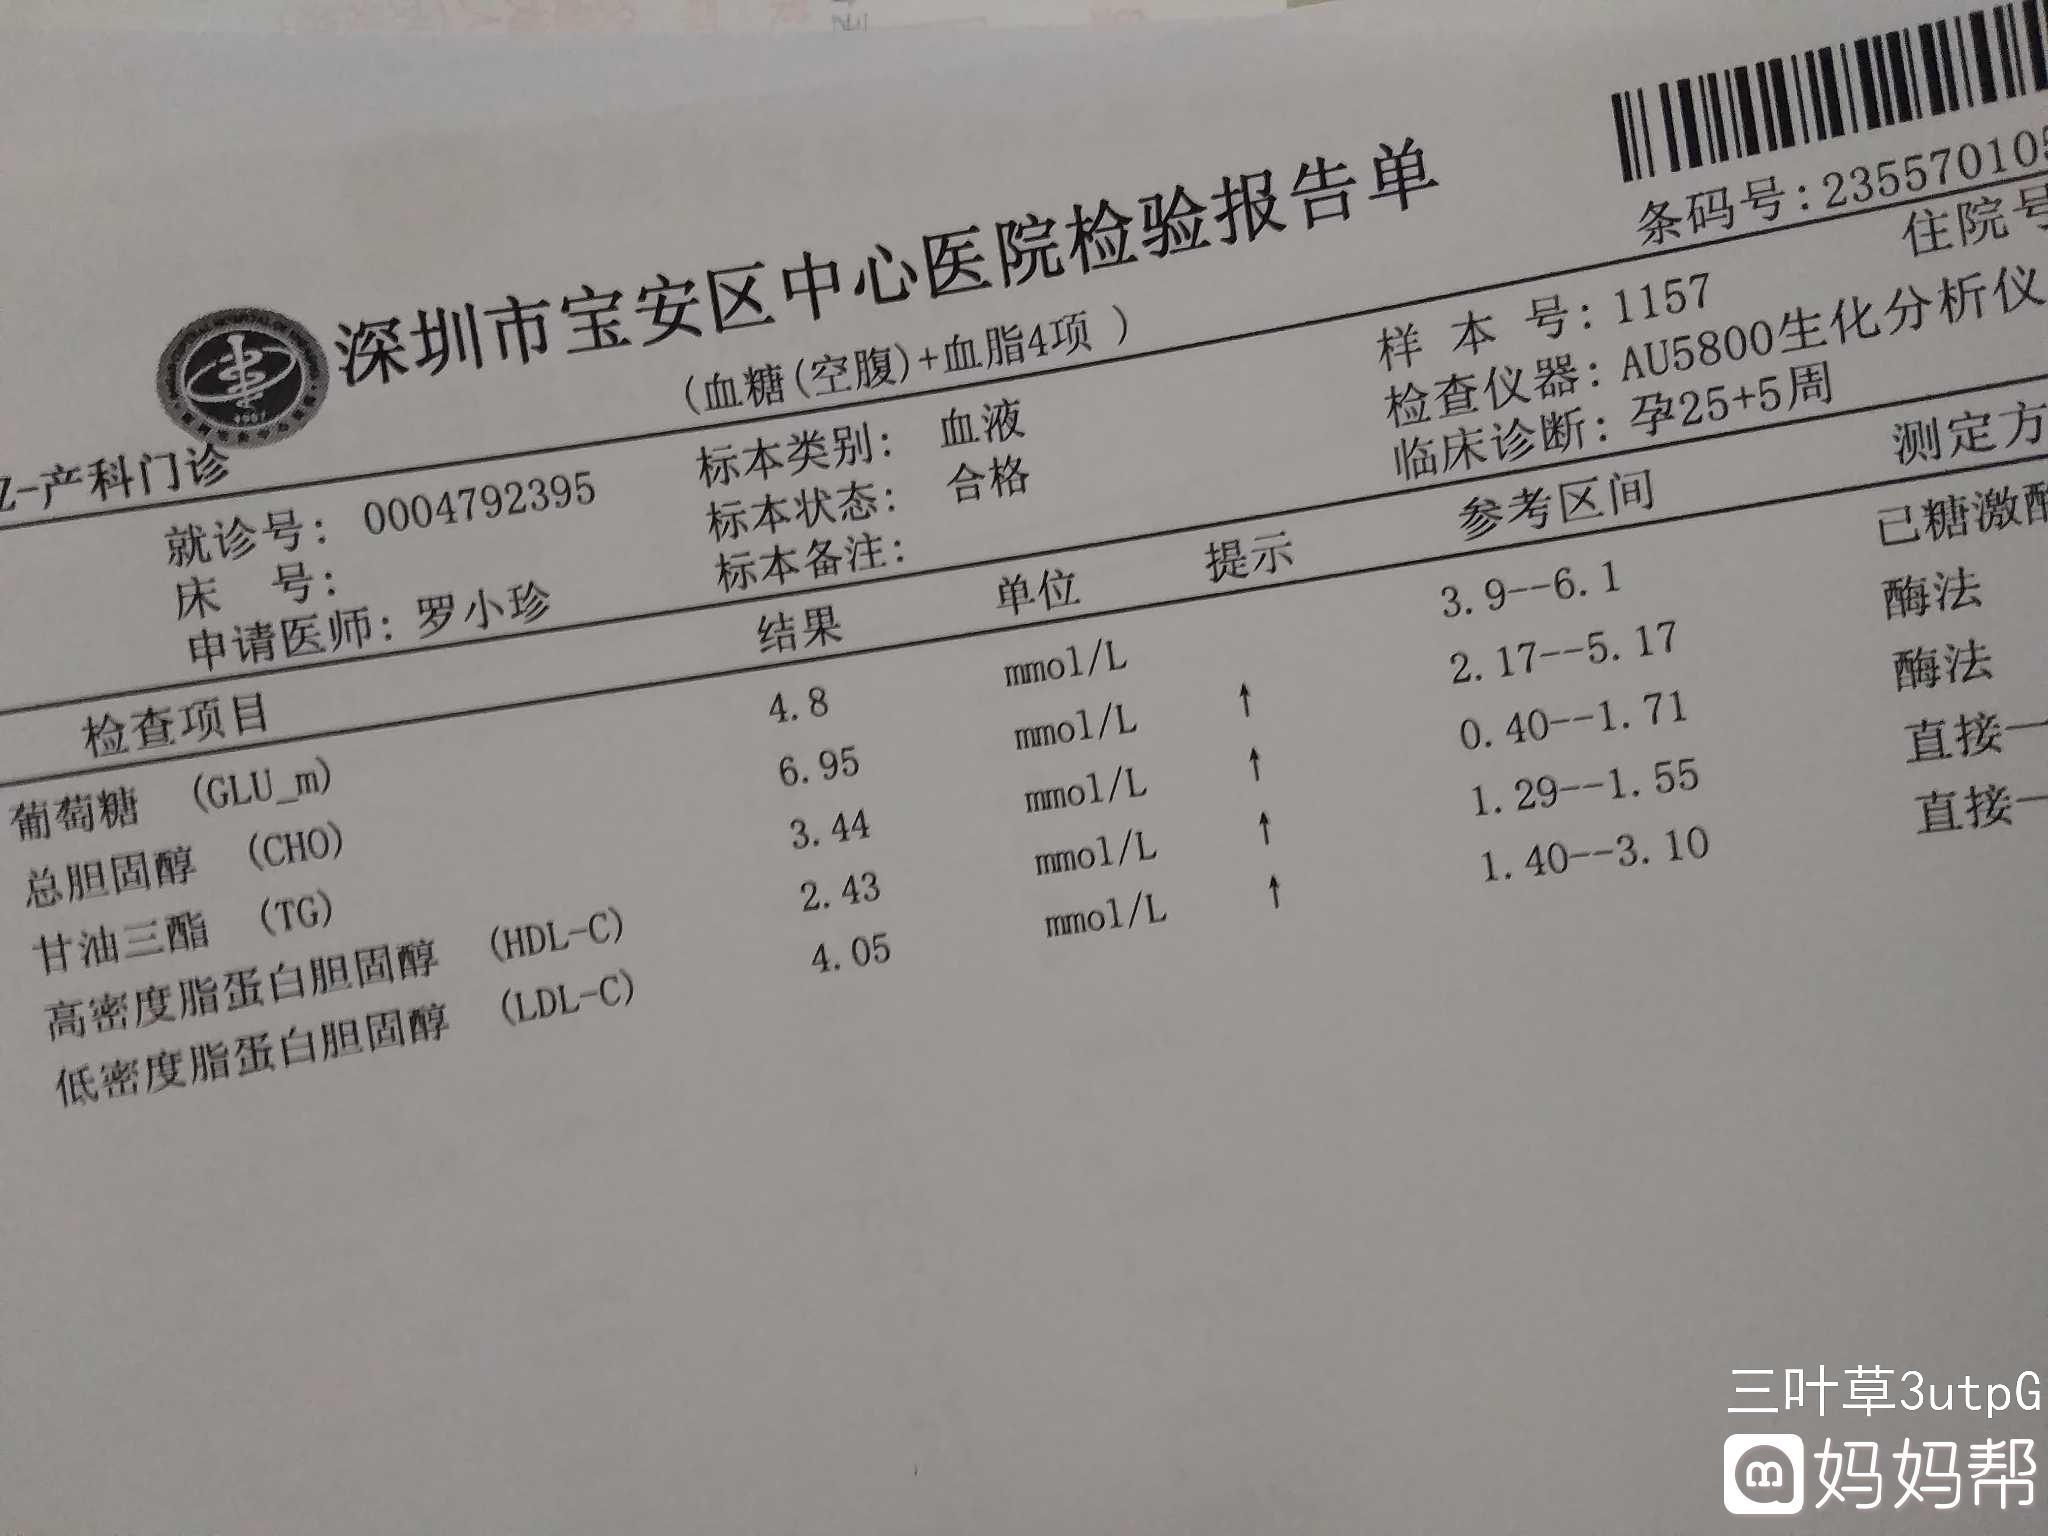 深圳市宝安区中心医院检验报告单
(血糖(空腹)+血脂4项 )
条码号:23557010
住院号
样 本 号: 1157
检查仪器: AU5800生化分析仪
临床诊断: 孕25+5周
Z-产科门诊
就诊号: 0004792395
床 号:
申请医师: 罗小珍
标本类别: 血液
标本状态: 合格
标本备注:
检查项目 结果 单位 提示 参考区间 测定方
葡萄糖 (GLU_m) 4.8 mmol/L 3.9--6.1 已糖激酶
总胆固醇 (CHO) 6.95 mmol/L ↑ 2.17--5.17 酶法
甘油三酯 (TG) 3.44 mmol/L ↑ 0.40--1.71 酶法
高密度脂蛋白胆固醇 (HDL-C) 2.43 mmol/L ↑ 1.29--1.55 直接一
低密度脂蛋白胆固醇 (LDL-C) 4.05 mmol/L ↑ 1.40--3.10 直接一
三叶草3utpG
妈妈帮